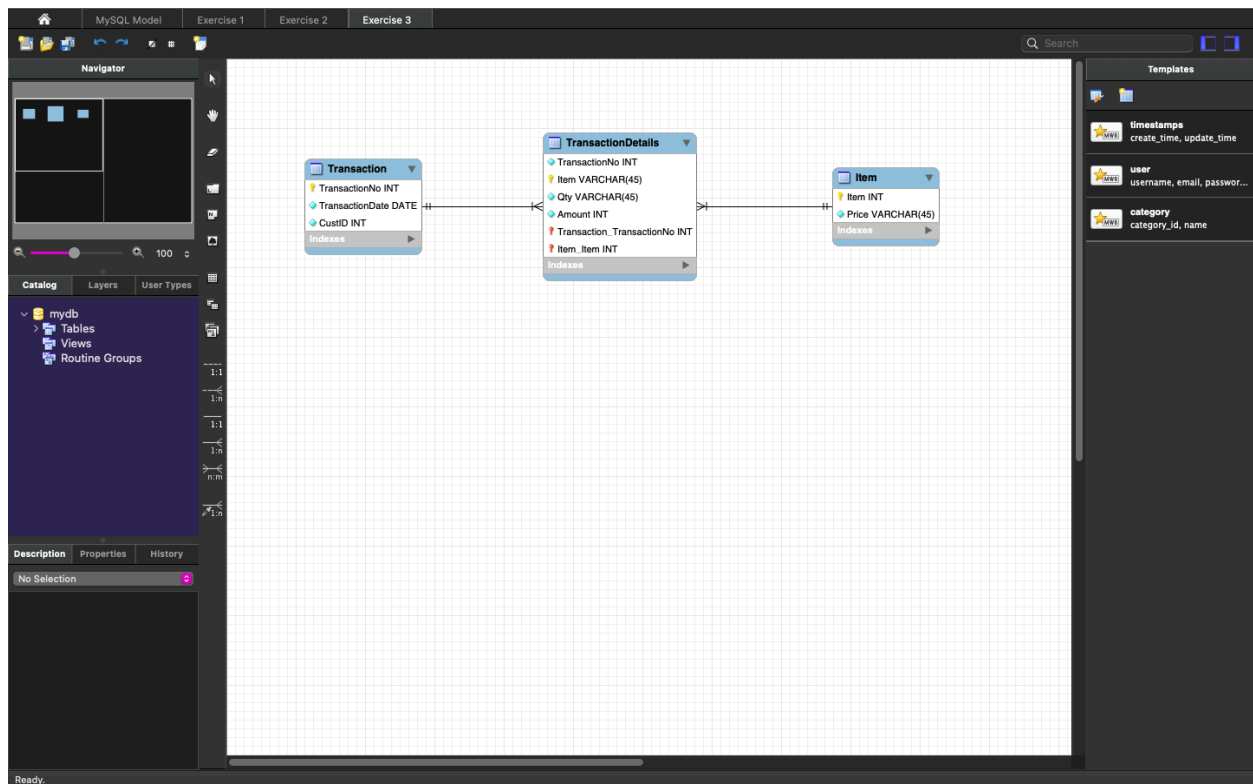 MySQL Model
Exercise 1
Exercise 2
Exercise 3
Search
Navigator
100
Catalog
Layers
User Types
mydb
Tables
Views
Routine Groups
Description
Properties
History
No Selection
1:1
1:n
1:1
1:n
n:m
1:n
Transaction
TransactionNo INT
TransactionDate DATE
CustID INT
Indexes
TransactionDetails
TransactionNo INT
Item VARCHAR(45)
Qty VARCHAR(45)
Amount INT
Transaction_TransactionNo INT
Item_Item INT
Indexes
Item
Item INT
Price VARCHAR(45)
Indexes
Templates
MWB
timestamps
create_time, update_time
MWB
user
username, email, passwor...
MWB
category
category_id, name
Ready.